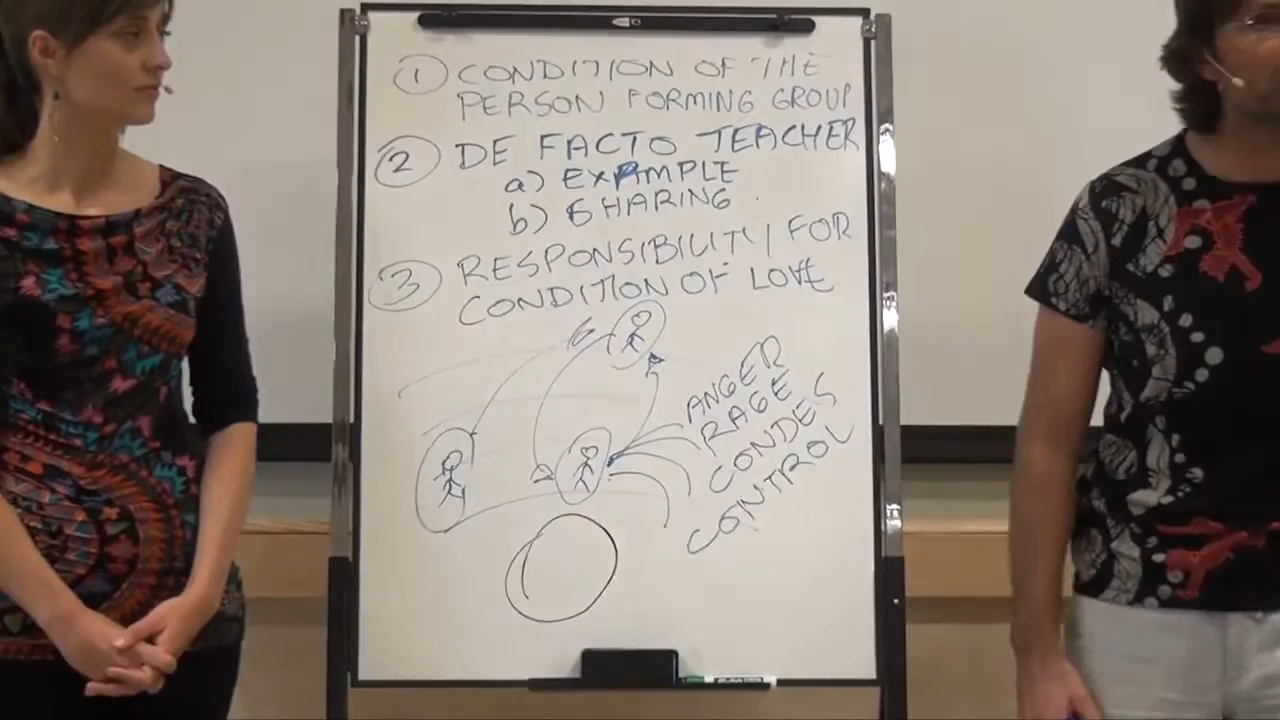 ① CONDITION OF THE
PERSON FORMING GROUP
② DE FACTO TEACHER
a) EXAMPLE
b) SHARING
③ RESPONSIBILITY FOR
CONDITION OF LOVE
ANGER
RAGE
CONDES
CONTROL